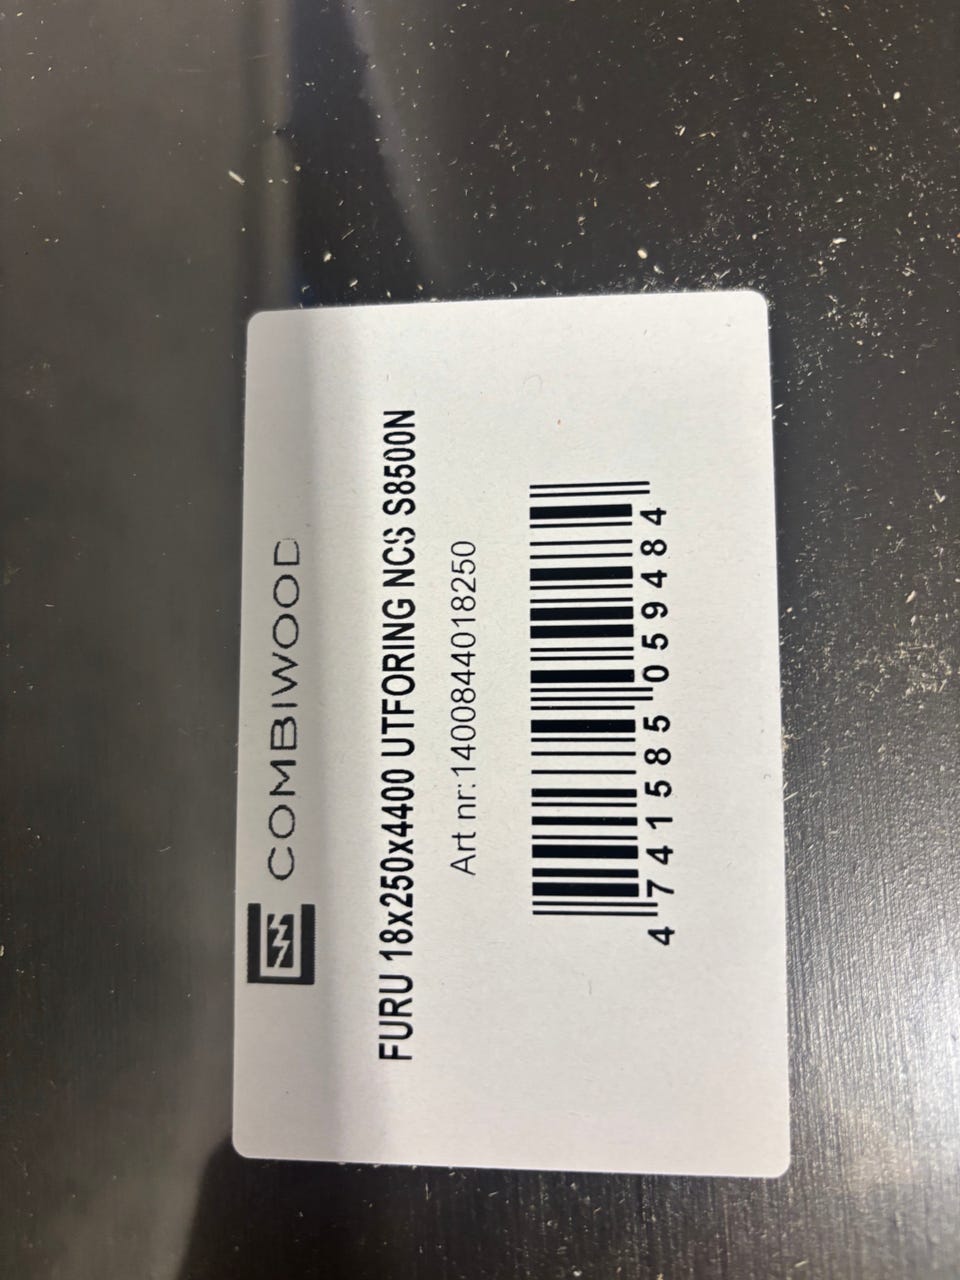 COMBIWOOD
FURU 18x250x4400 UTFORING NCS S8500N
Art nr:1400844018250
4 741585 059484